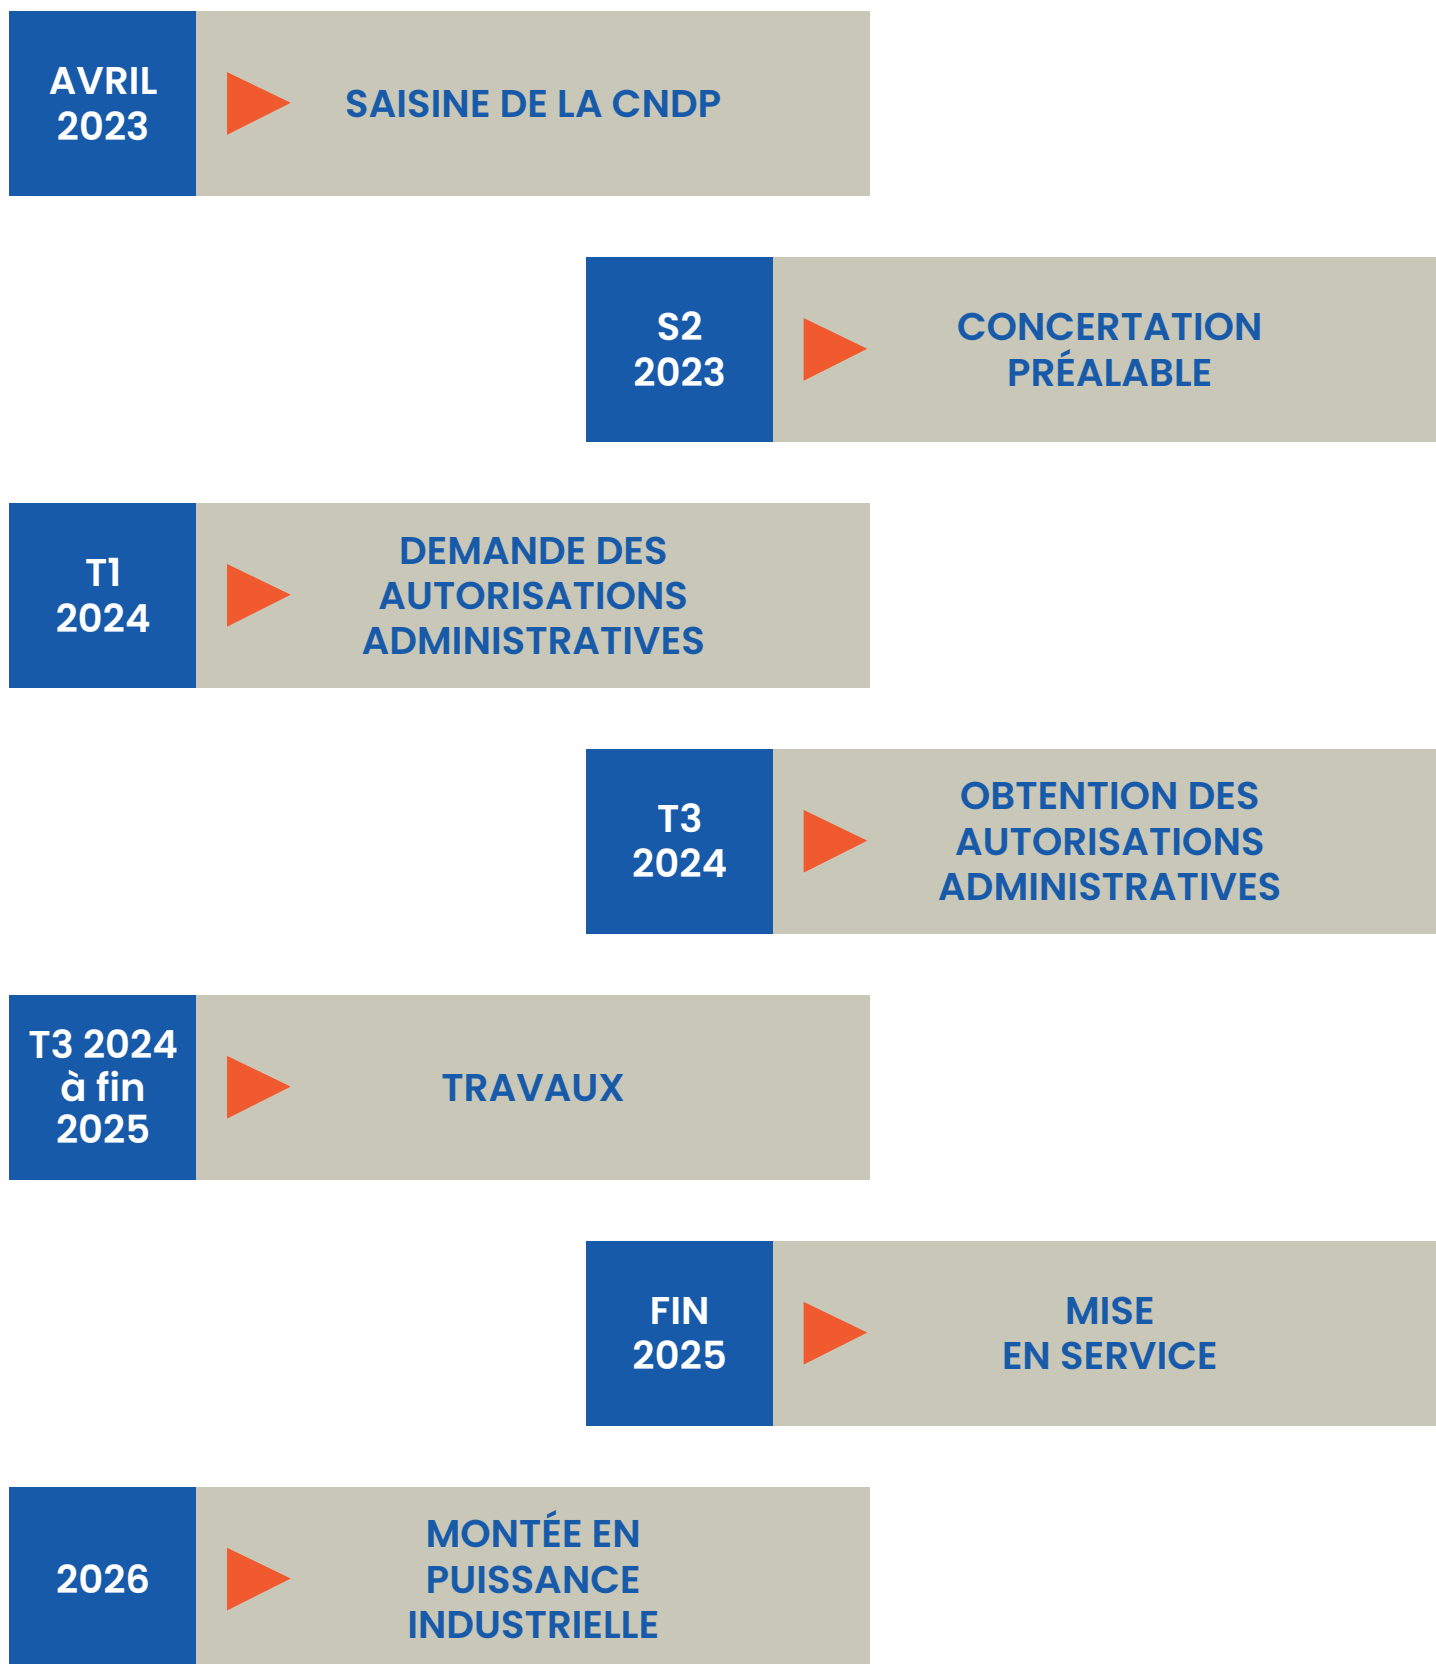 AVRIL
2023
SAISINE DE LA CNDP
S2
2023
CONCERTATION
PRÉALABLE
T1
2024
DEMANDE DES
AUTORISATIONS
ADMINISTRATIVES
T3
2024
OBTENTION DES
AUTORISATIONS
ADMINISTRATIVES
T3 2024
à fin
2025
TRAVAUX
FIN
2025
MISE
EN SERVICE
2026
MONTÉE EN
PUISSANCE
INDUSTRIELLE